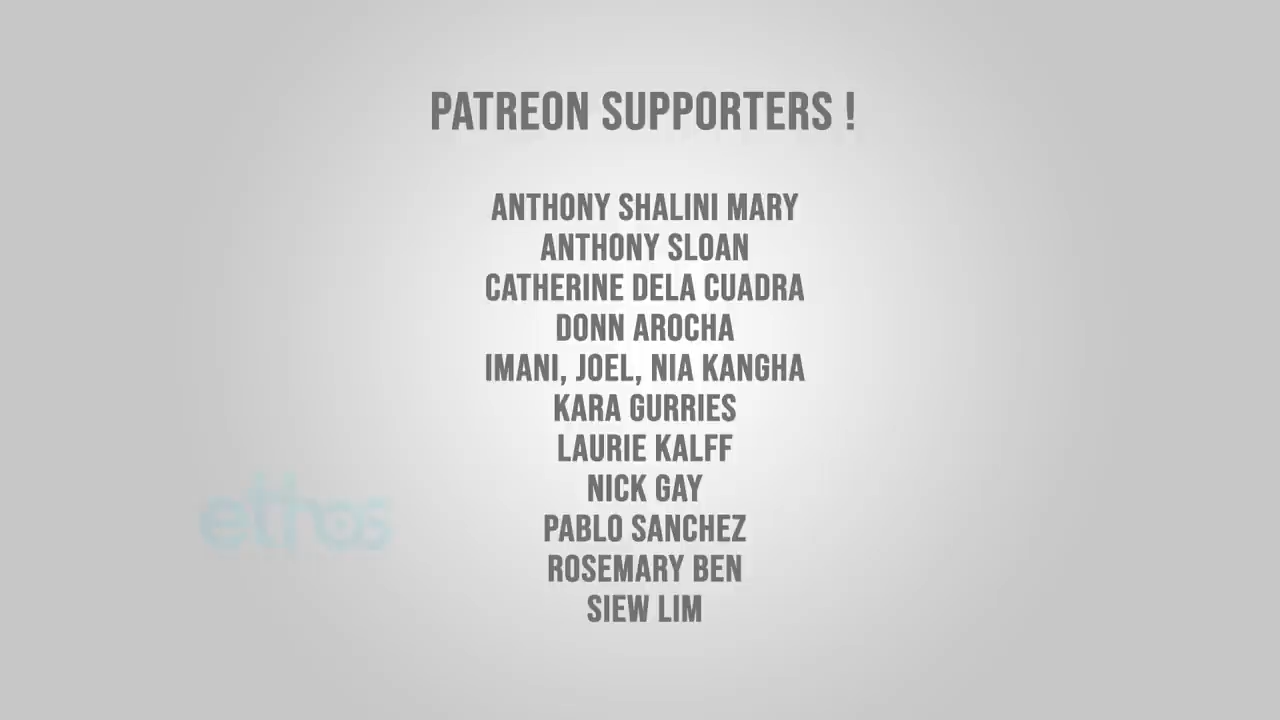 PATREON SUPPORTERS !
ANTHONY SHALINI MARY
ANTHONY SLOAN
CATHERINE DELA CUADRA
DONN AROCHA
IMANI, JOEL, NIA KANGHA
KARA GURRIES
LAURIE KALFF
NICK GAY
ethos
PABLO SANCHEZ
ROSEMARY BEN
SIEW LIM